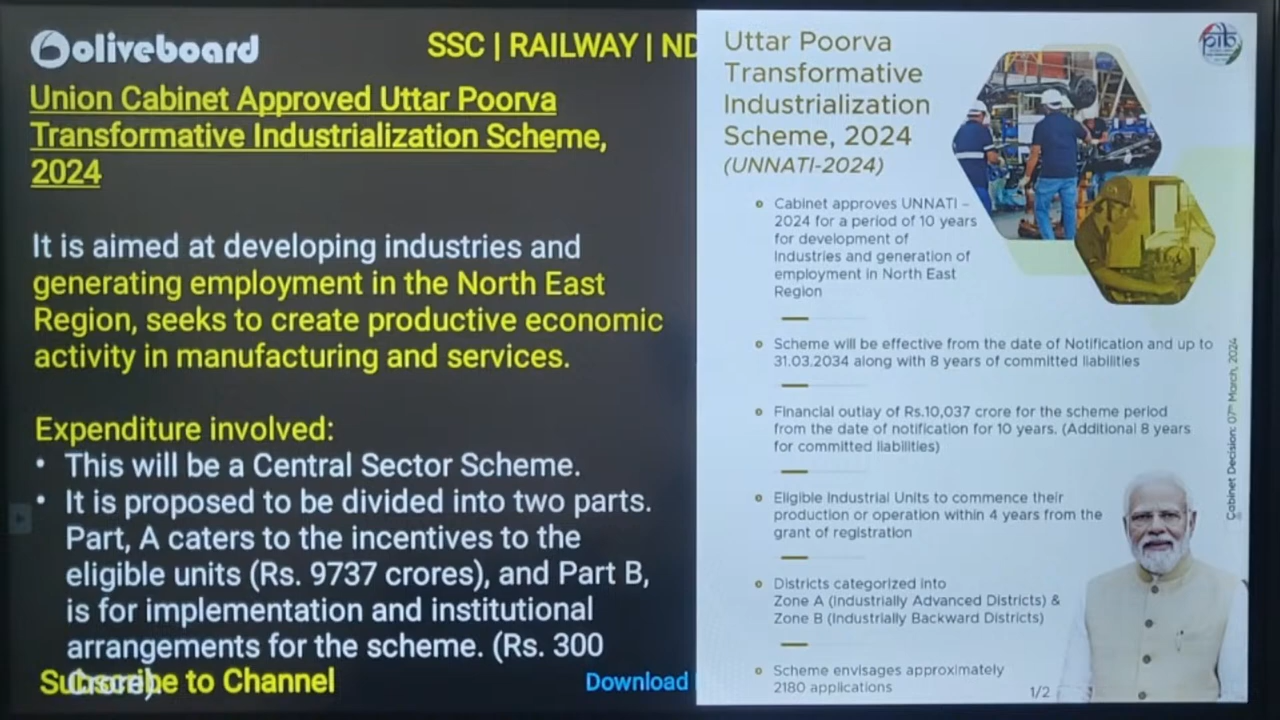 oliveboard
SSC | RAILWAY | ND
Union Cabinet Approved Uttar Poorva
Transformative Industrialization Scheme,
2024
It is aimed at developing industries and
generating employment in the North East
Region, seeks to create productive economic
activity in manufacturing and services.
Expenditure involved:
• This will be a Central Sector Scheme.
• It is proposed to be divided into two parts.
Part, A caters to the incentives to the
eligible units (Rs. 9737 crores), and Part B,
is for implementation and institutional
arrangements for the scheme. (Rs. 300
Crore).
Subscribe to Channel
Download
Uttar Poorva
Transformative
Industrialization
Scheme, 2024
(UNNATI-2024)
pib
Cabinet approves UNNATI –
2024 for a period of 10 years
for development of
Industries and generation of
employment in North East
Region
Scheme will be effective from the date of Notification and up to
31.03.2034 along with 8 years of committed liabilities
Financial outlay of Rs.10,037 crore for the scheme period
from the date of notification for 10 years. (Additional 8 years
for committed liabilities)
Eligible Industrial Units to commence their
production or operation within 4 years from the
grant of registration
Districts categorized into
Zone A (Industrially Advanced Districts) &
Zone B (Industrially Backward Districts)
Scheme envisages approximately
2180 applications
1/2
Cabinet Decision: 07th March, 2024